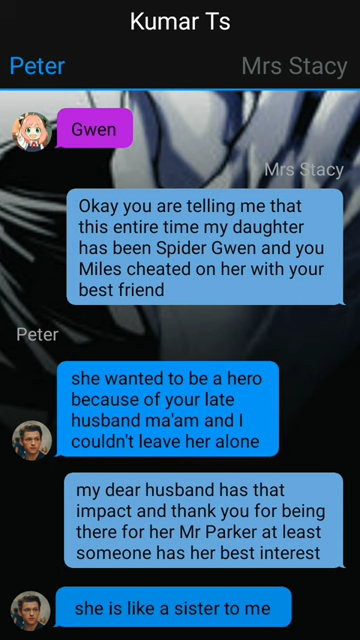 Kumar Ts
Peter
Mrs Stacy
Gwen
Mrs Stacy
Okay you are telling me that
this entire time my daughter
has been Spider Gwen and you
Miles cheated on her with your
best friend
Peter
she wanted to be a hero
because of your late
husband ma'am and I
couldn't leave her alone
my dear husband has that
impact and thank you for being
there for her Mr Parker at least
someone has her best interest
she is like a sister to me